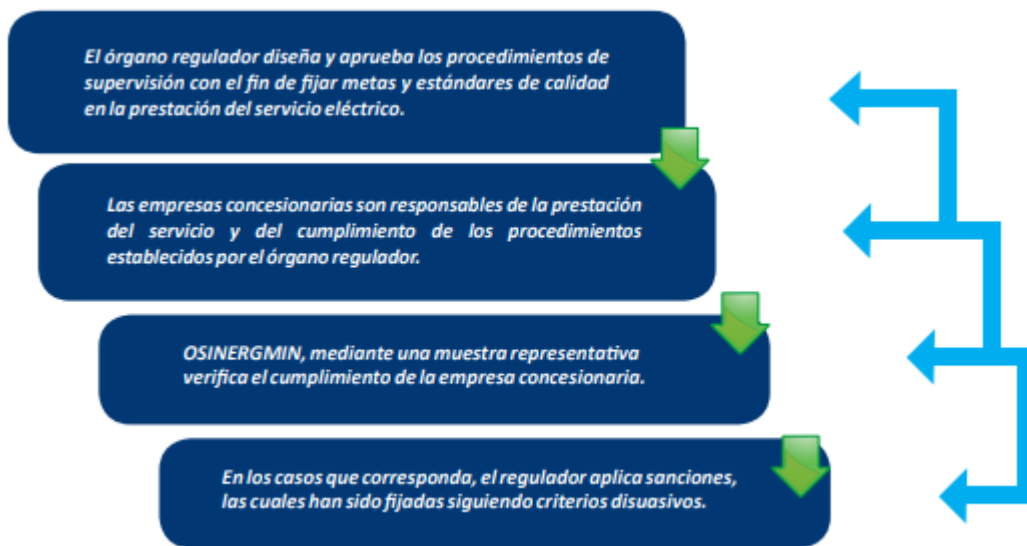 El órgano regulador diseña y aprueba los procedimientos de
supervisión con el fin de fijar metas y estándares de calidad
en la prestación del servicio eléctrico.
Las empresas concesionarias son responsables de la prestación
del servicio y del cumplimiento de los procedimientos
establecidos por el órgano regulador.
OSINERGMIN, mediante una muestra representativa
verifica el cumplimiento de la empresa concesionaria.
En los casos que corresponda, el regulador aplica sanciones,
las cuales han sido fijadas siguiendo criterios disuasivos.